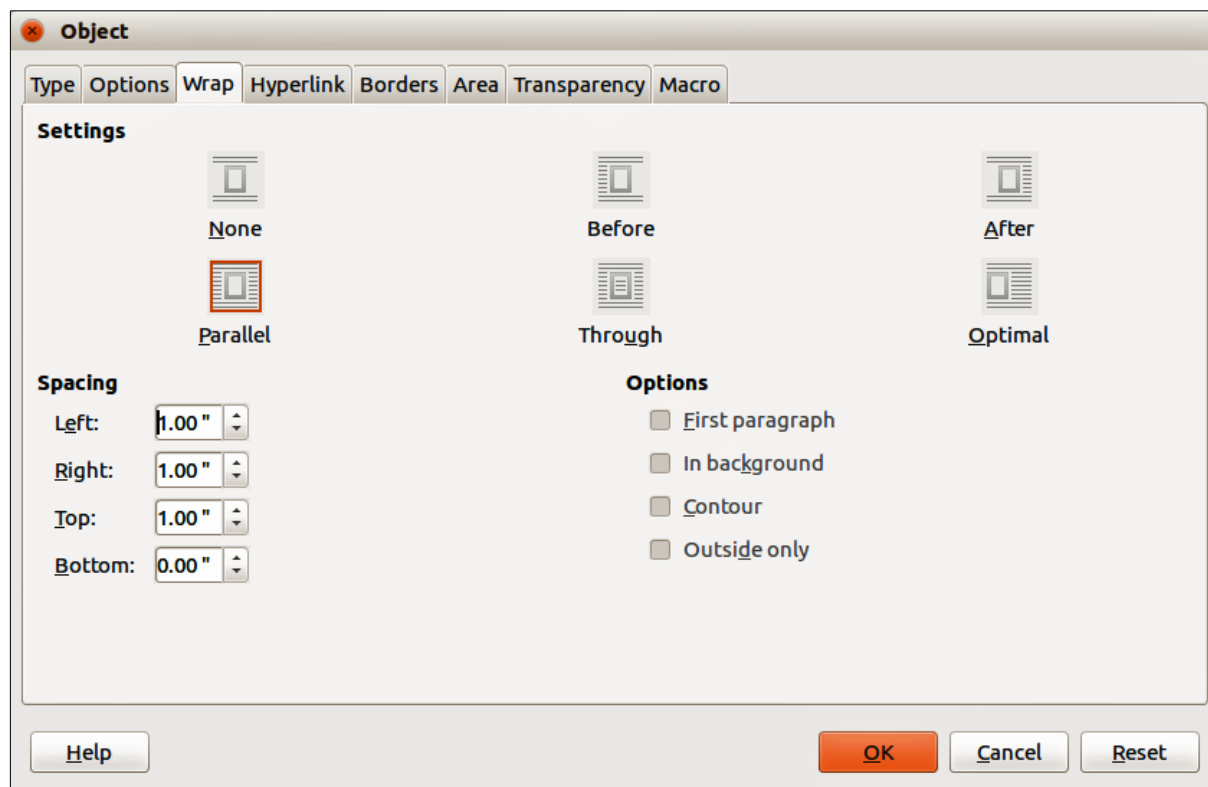 Object
Type Options Wrap Hyperlink Borders Area Transparency Macro
Settings
None Before After
Parallel Through Optimal
Spacing Options
Left: 1.00 " First paragraph
Right: 1.00 " In background
Top: 1.00 " Contour
Bottom: 0.00 " Outside only
Help OK Cancel Reset